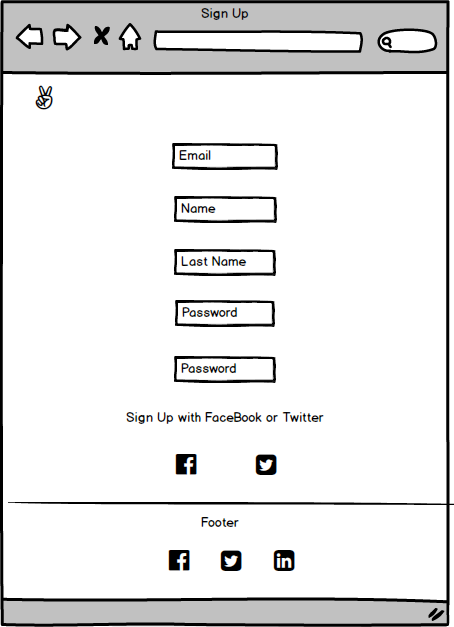 Sign Up
Email
Name
Last Name
Password
Password
Sign Up with FaceBook or Twitter
Footer